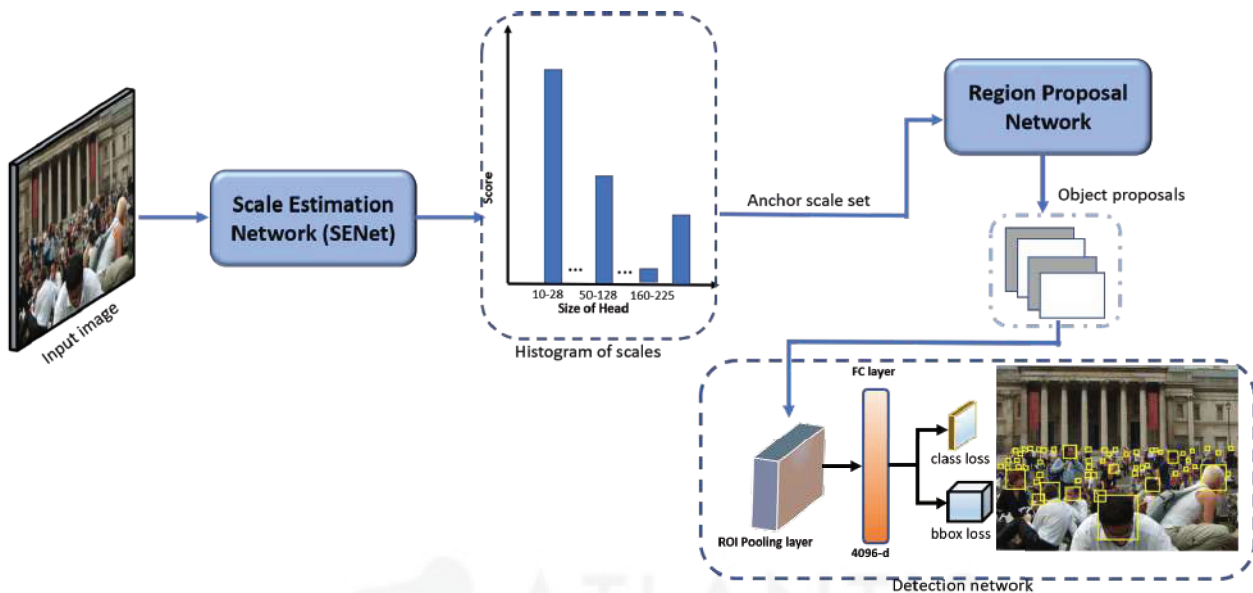 Input image
Scale Estimation
Network (SENet)
Score
... ...
10-28 50-128 160-225
Size of Head
Histogram of scales
Anchor scale set
Region Proposal
Network
Object proposals
FC layer
class loss
bbox loss
ROI Pooling layer
4096-d
Detection network